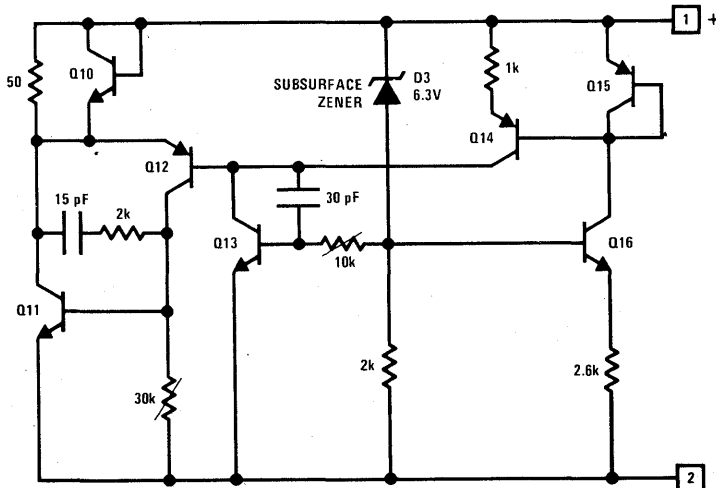 1 +
50
Q10
SUBSURFACE
ZENER
D3
6.3V
1k
Q15
Q14
Q12
15 pF
2k
30 pF
Q13
10k
Q16
Q11
2k
2.6k
30k
2